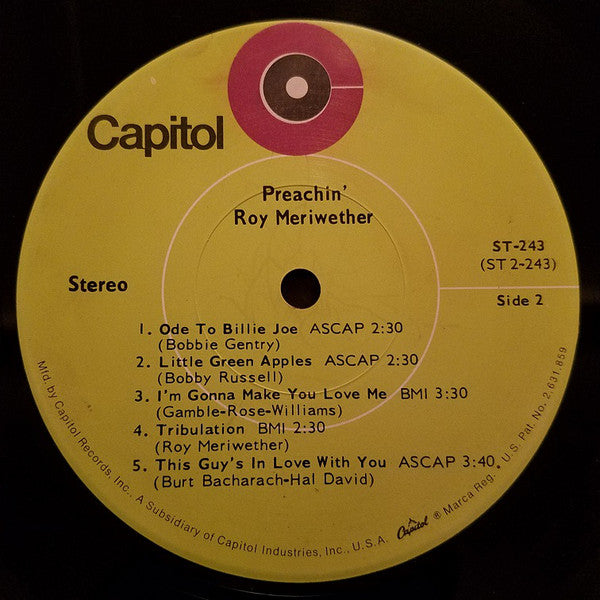 Capitol
Preachin'
Roy Meriwether
ST-243
(ST 2-243)
Stereo
Side 2
1. Ode To Billie Joe ASCAP 2:30
(Bobbie Gentry)
2. Little Green Apples ASCAP 2:30
(Bobby Russell)
3. I'm Gonna Make You Love Me BMI 3:30
(Gamble-Rose-Williams)
4. Tribulation BMI 2:30
(Roy Meriwether)
5. This Guy's In Love With You ASCAP 3:40
(Burt Bacharach-Hal David)
Mfd. by Capitol Records, Inc., A Subsidiary of Capitol Industries, Inc., U.S.A. Capitol ® Marca Reg. U.S. Pat. No. 2,631,859